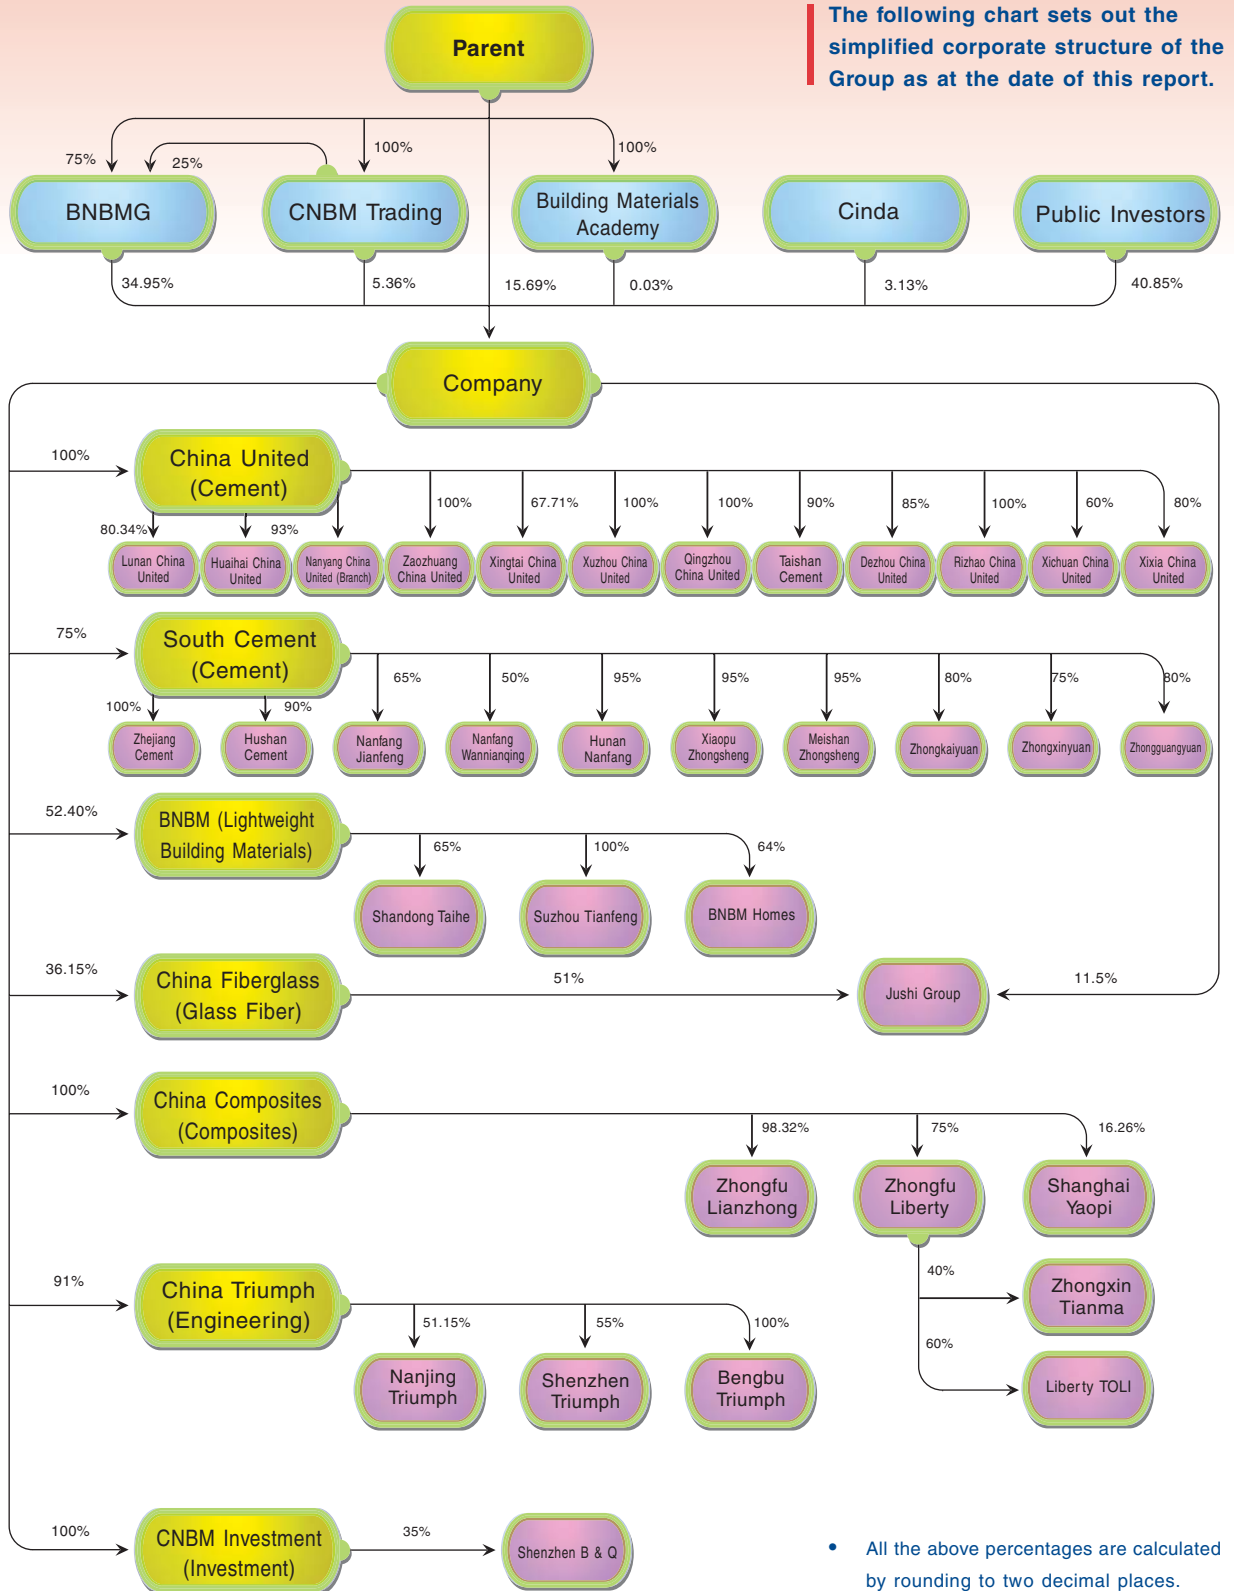 The following chart sets out the
simplified corporate structure of the
Group as at the date of this report.
Parent
75%
25%
100%
100%
BNBMG
CNBM Trading
Building Materials
Academy
Cinda
Public Investors
34.95%
5.36%
15.69%
0.03%
3.13%
40.85%
Company
100%
China United
(Cement)
80.34%
93%
100%
67.71%
100%
100%
90%
85%
100%
60%
80%
Lunan China
United
Huaihai China
United
Nanyang China
United (Branch)
Zaozhuang
China United
Xingtai China
United
Xuzhou China
United
Qingzhou
China United
Taishan
Cement
Dezhou China
United
Rizhao China
United
Xichuan China
United
Xixia China
United
75%
South Cement
(Cement)
100%
90%
65%
50%
95%
95%
95%
80%
75%
80%
Zhejiang
Cement
Hushan
Cement
Nanfang
Jianfeng
Nanfang
Wannianqing
Hunan
Nanfang
Xiaopu
Zhongsheng
Meishan
Zhongsheng
Zhongkaiyuan
Zhongxinyuan
Zhongguangyuan
52.40%
BNBM (Lightweight
Building Materials)
65%
100%
64%
Shandong Taihe
Suzhou Tianfeng
BNBM Homes
36.15%
China Fiberglass
(Glass Fiber)
51%
Jushi Group
11.5%
100%
China Composites
(Composites)
98.32%
75%
16.26%
Zhongfu
Lianzhong
Zhongfu
Liberty
Shanghai
Yaopi
40%
Zhongxin
Tianma
60%
Liberty TOLI
91%
China Triumph
(Engineering)
51.15%
55%
100%
Nanjing
Triumph
Shenzhen
Triumph
Bengbu
Triumph
100%
CNBM Investment
(Investment)
35%
Shenzhen B & Q
• All the above percentages are calculated
by rounding to two decimal places.